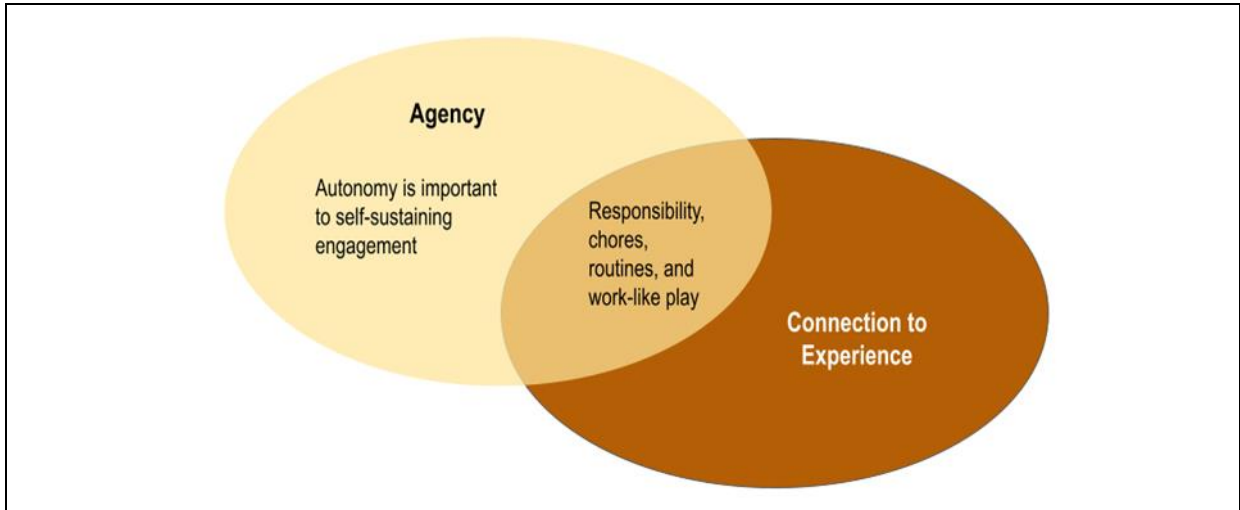 Agency
Autonomy is important
to self-sustaining
engagement
Responsibility,
chores,
routines, and
work-like play
Connection to
Experience